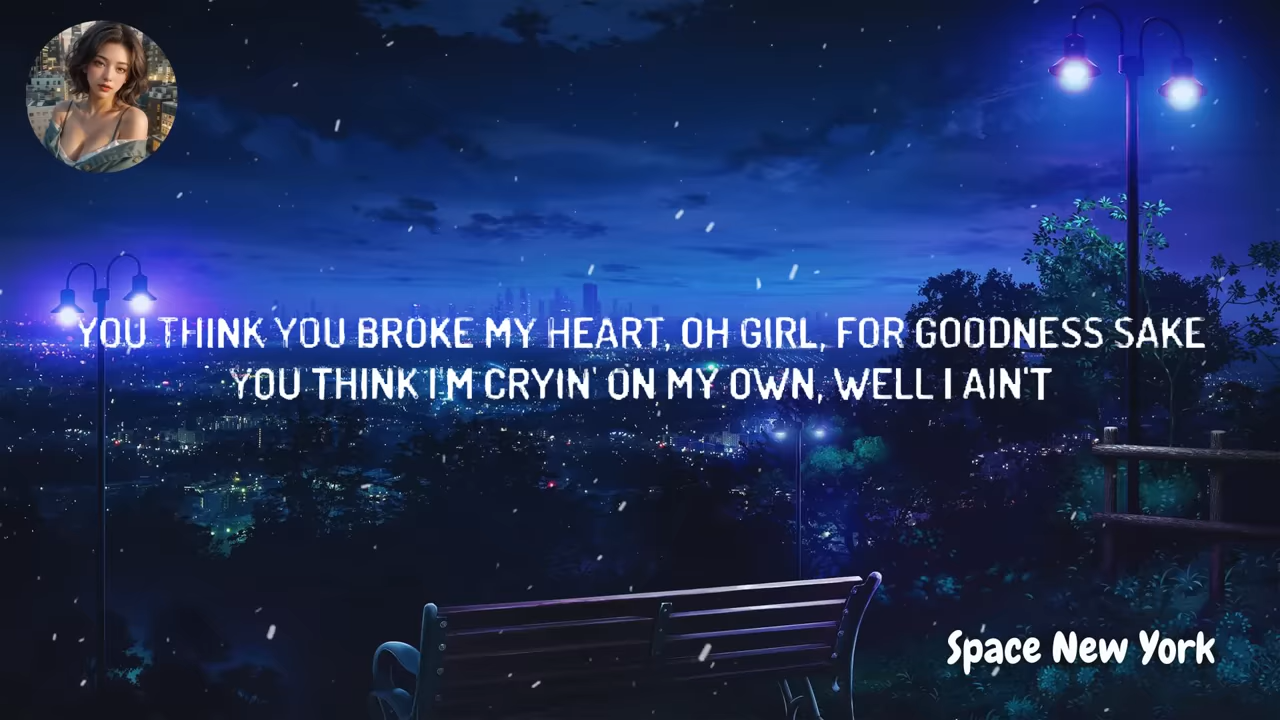 YOU THINK YOU BROKE MY HEART, OH GIRL, FOR GOODNESS SAKE
YOU THINK I'M CRYIN' ON MY OWN, WELL I AIN'T
Space New York